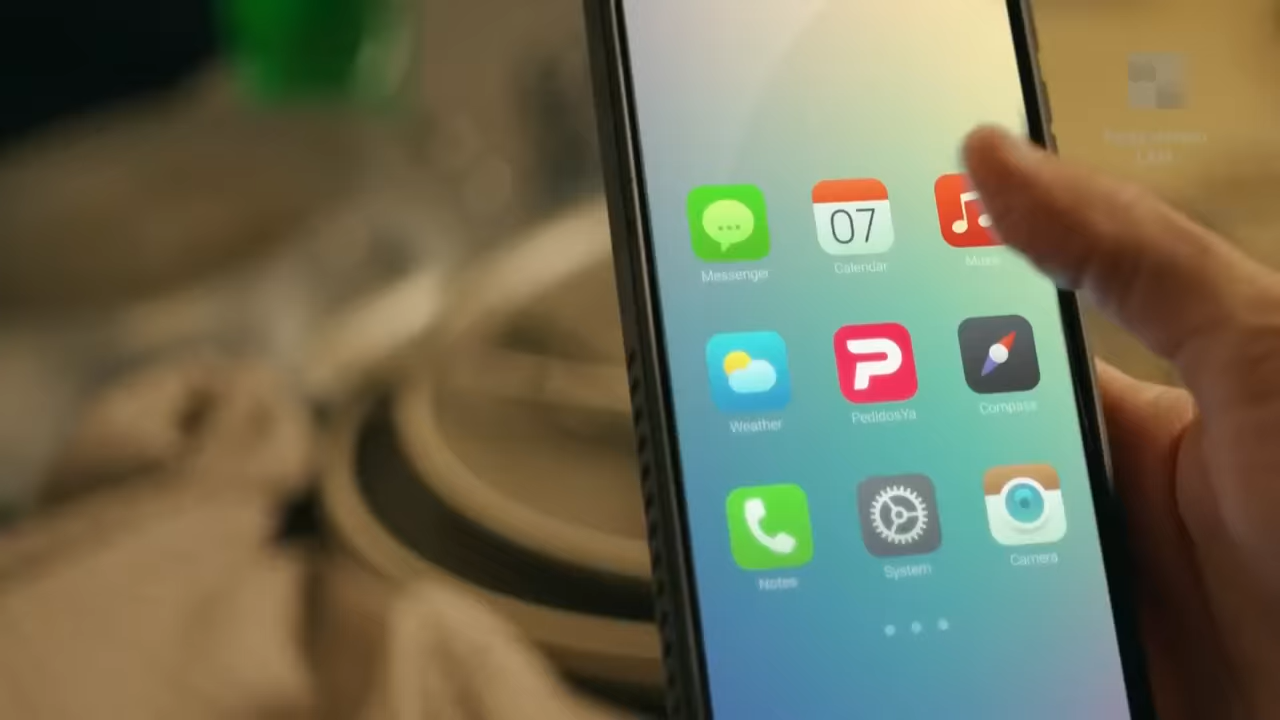 Messenger
07
Calendar
Music
Weather
P
PedidosYa
Compass
Notes
System
Camera